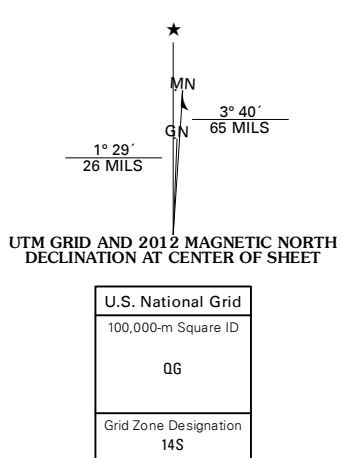 ★
MN
3° 40´
65 MILS
GN
1° 29´
26 MILS
UTM GRID AND 2012 MAGNETIC NORTH
DECLINATION AT CENTER OF SHEET
U.S. National Grid
100,000-m Square ID
QG
Grid Zone Designation
14S